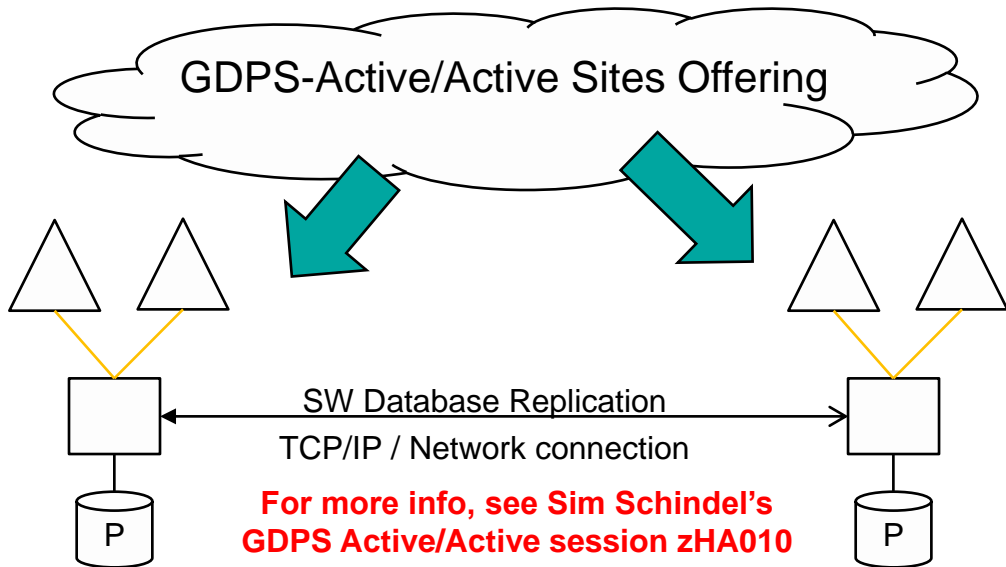 GDPS-Active/Active Sites Offering
SW Database Replication
TCP/IP / Network connection
For more info, see Sim Schindel's
GDPS Active/Active session zHA010
P
P